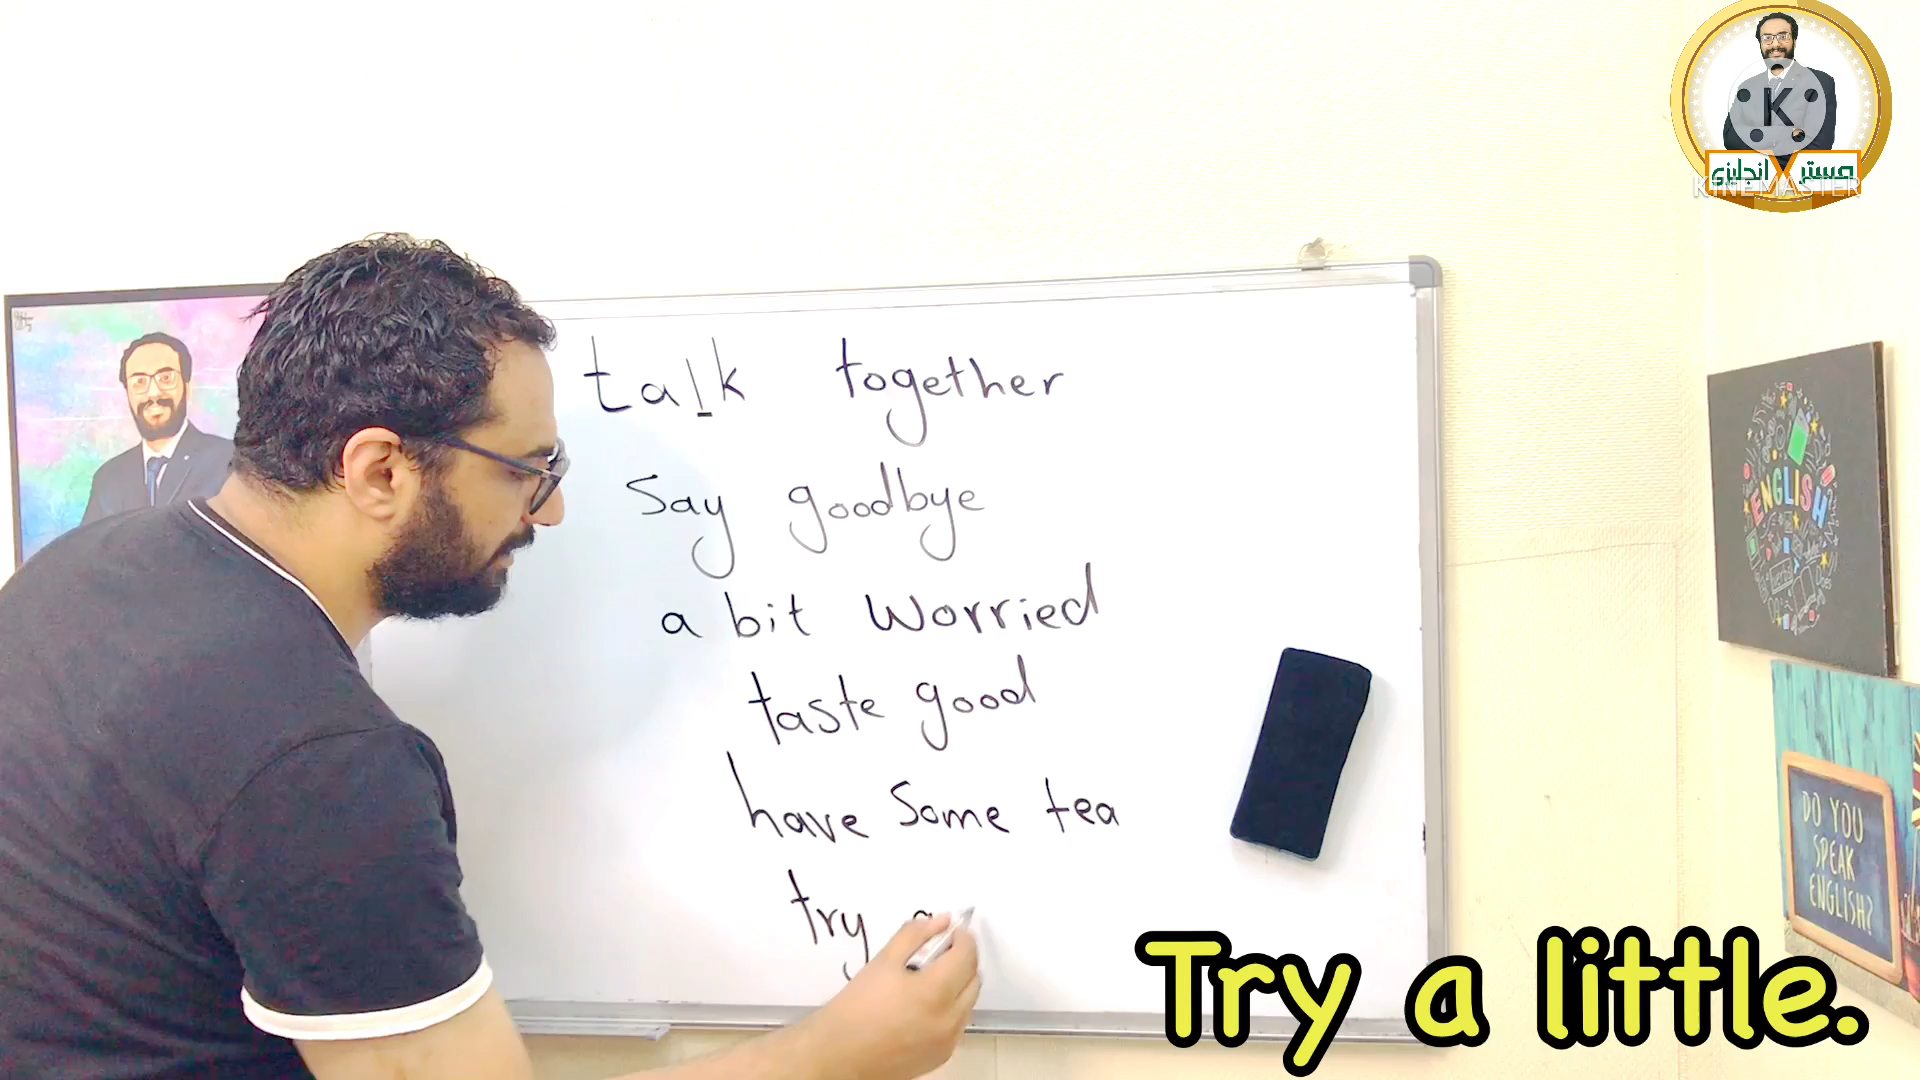 talk together
Say goodbye
a bit Worried
taste good
have Some tea
try a
Try a little.
مستر X انجليزي
K
KINEMASTER
ENGLISH
DO YOU
SPEAK
ENGLISH?